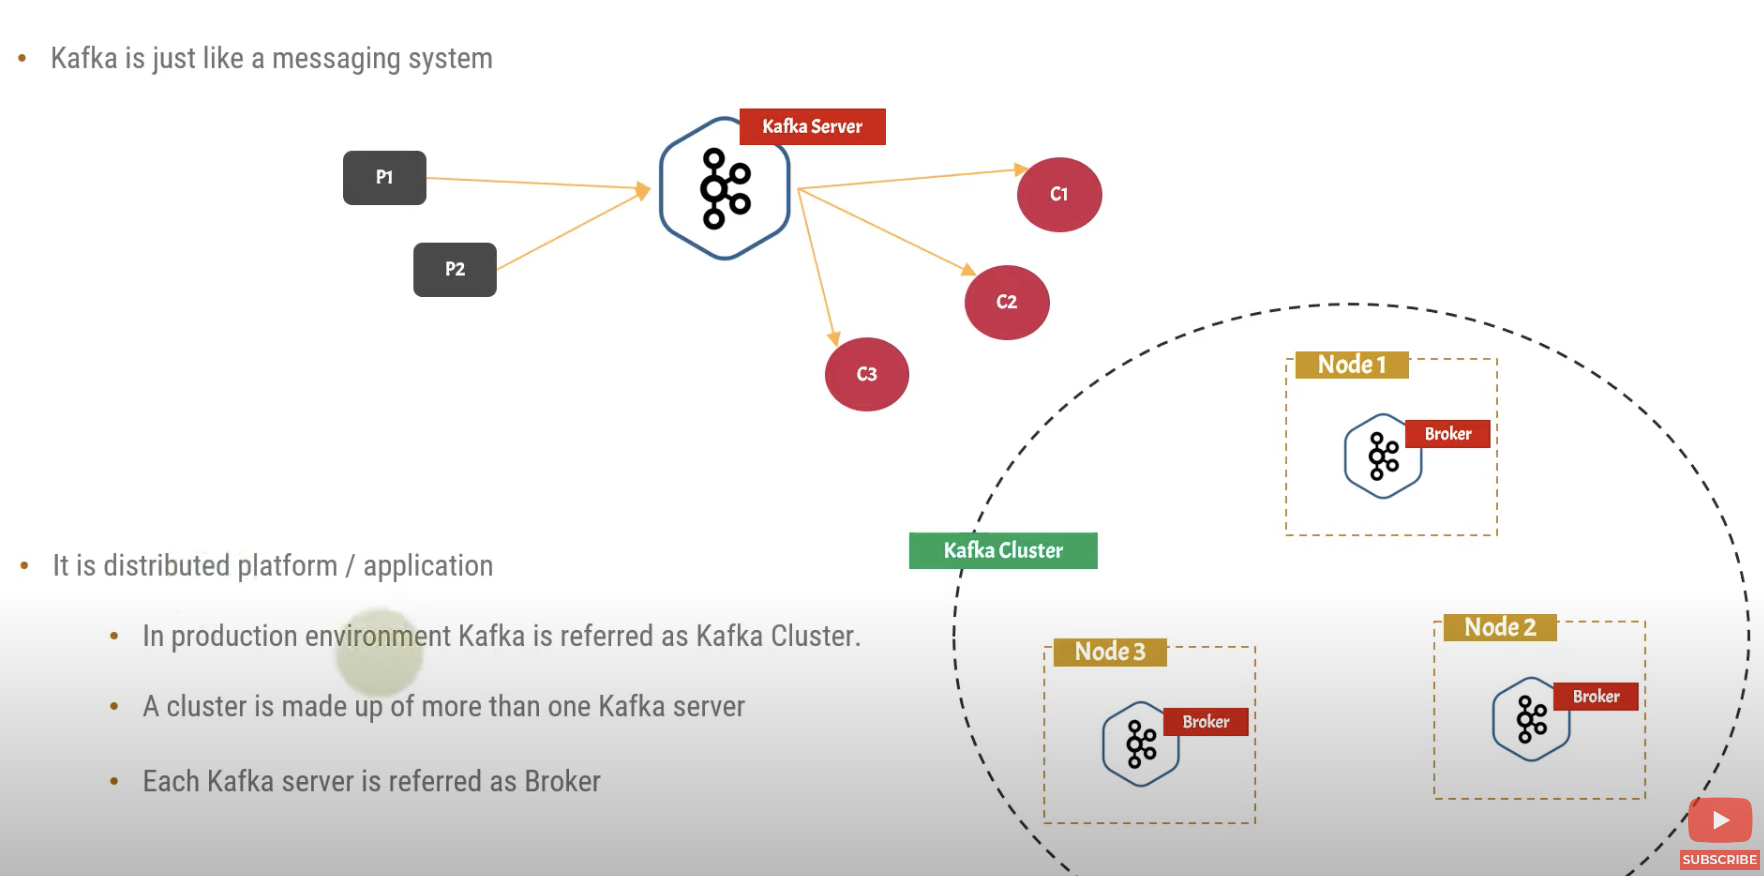 Kafka is just like a messaging system
Kafka Server
P1
P2
C1
C2
C3
Node 1
Broker
Kafka Cluster
It is distributed platform / application
In production environment Kafka is referred as Kafka Cluster.
A cluster is made up of more than one Kafka server
Each Kafka server is referred as Broker
Node 2
Broker
Node 3
Broker
SUBSCRIBE